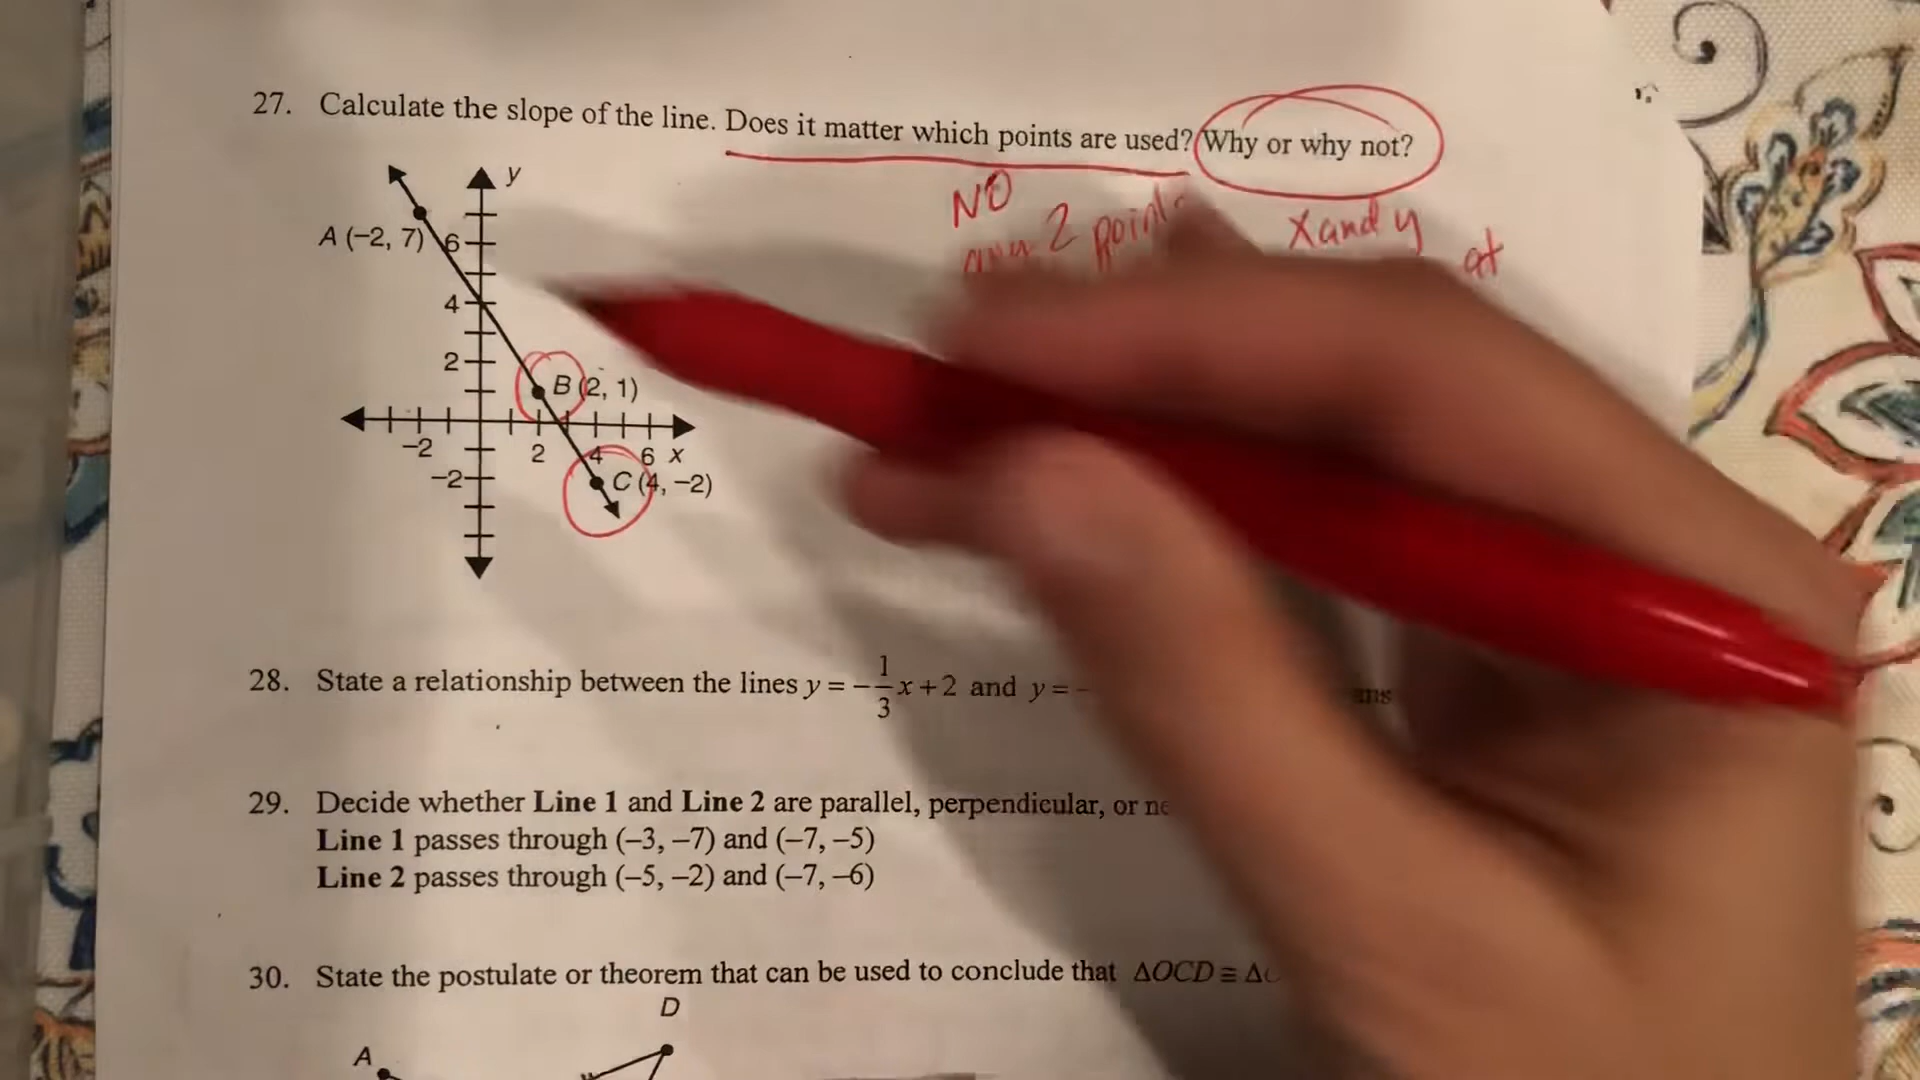 27. Calculate the slope of the line. Does it matter which points are used? Why or why not?
NO
2 points
x and y
at
y
A (−2, 7)
6
4
2
B (2, 1)
−2
2
4
6
x
−2
C (4, −2)
28. State a relationship between the lines y = −1/3 x + 2 and y = −
29. Decide whether Line 1 and Line 2 are parallel, perpendicular, or
Line 1 passes through (−3, −7) and (−7, −5)
Line 2 passes through (−5, −2) and (−7, −6)
30. State the postulate or theorem that can be used to conclude that ΔOCD ≅ Δ
D
A